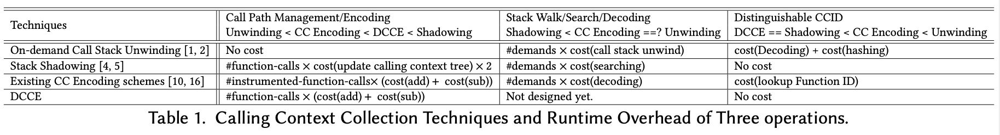 Techniques
Call Path Management/Encoding
Unwinding < CC Encoding < DCCE < Shadowing
Stack Walk/Search/Decoding
Shadowing < CC Encoding ==? Unwinding
Distinguishable CCID
DCCE == Shadowing < CC Encoding < Unwinding
On-demand Call Stack Unwinding [1, 2]
No cost
#demands × cost(call stack unwind)
cost(Decoding) + cost(hashing)
Stack Shadowing [4, 5]
#function-calls × cost(update calling context tree) × 2
#demands × cost(searching)
No cost
Existing CC Encoding schemes [10, 16]
#instrumented-function-calls× (cost(add) + cost(sub))
#demands × cost(decoding)
cost(lookup Function ID)
DCCE
#function-calls × (cost(add) + cost(sub))
Not designed yet.
No cost
Table 1. Calling Context Collection Techniques and Runtime Overhead of Three operations.